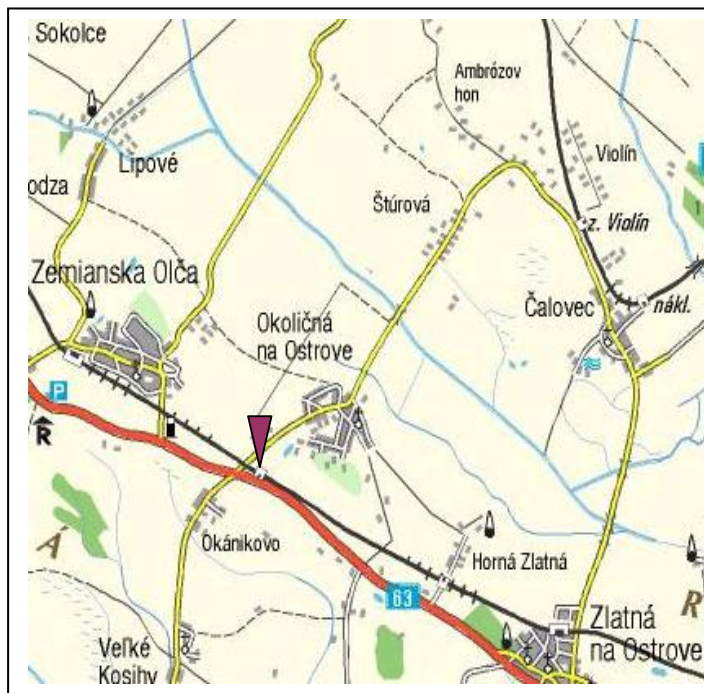 Sokolce
Ambrózov
hon
Lipové
Violín
odza
Štúrová
z. Violín
Zemianska Olča
Okoličná
na Ostrove
Čalovec
nákl.
P
R
Okánikovo
Horná Zlatná
Á
63
R
Zlatná
na Ostrove
Veľké
Kosihy